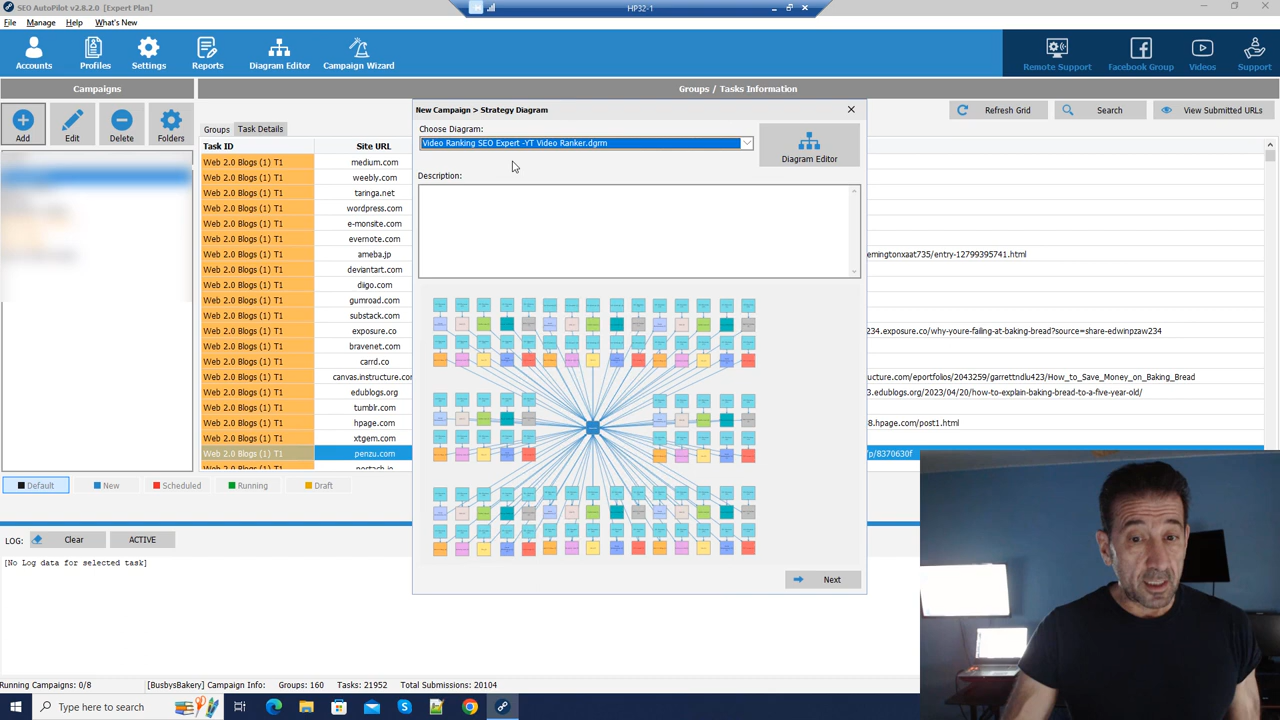 SEO AutoPilot v2.8.2.0 [Expert Plan]
HP32-1
File Manage Help What's New
Accounts Profiles Settings Reports Diagram Editor Campaign Wizard
Remote Support Facebook Group Videos Support
Campaigns
Groups / Tasks Information
Add Edit Delete Folders
Refresh Grid Search View Submitted URLs
Groups Task Details
Task ID Site URL
Web 2.0 Blogs (1) T1 medium.com
Web 2.0 Blogs (1) T1 weebly.com
Web 2.0 Blogs (1) T1 taringa.net
Web 2.0 Blogs (1) T1 wordpress.com
Web 2.0 Blogs (1) T1 e-monsite.com
Web 2.0 Blogs (1) T1 evernote.com
Web 2.0 Blogs (1) T1 ameba.jp emingtonxaat735/entry-12799395741.html
Web 2.0 Blogs (1) T1 deviantart.com
Web 2.0 Blogs (1) T1 diigo.com
Web 2.0 Blogs (1) T1 gumroad.com
Web 2.0 Blogs (1) T1 substack.com
Web 2.0 Blogs (1) T1 exposure.co 234.exposure.co/why-youre-failing-at-baking-bread?source=share-edwinpzaw234
Web 2.0 Blogs (1) T1 bravenet.com
Web 2.0 Blogs (1) T1 carrd.co
Web 2.0 Blogs (1) T1 canvas.instructure.com ucture.com/eportfolios/2043259/garrettndlu423/How_to_Save_Money_on_Baking_Bread
Web 2.0 Blogs (1) T1 edublogs.org 3.edublogs.org/2023/04/20/how-to-explain-baking-bread-to-a-five-year-old/
Web 2.0 Blogs (1) T1 tumblr.com
Web 2.0 Blogs (1) T1 hpage.com 8.hpage.com/post1.html
Web 2.0 Blogs (1) T1 xtgem.com
Web 2.0 Blogs (1) T1 penzu.com /p/8370630f
Web 2.0 Blogs (1) T1
New Campaign > Strategy Diagram
Choose Diagram:
Video Ranking SEO Expert -YT Video Ranker.dgrm
Diagram Editor
Description:
Next
Default New Scheduled Running Draft
LOG: Clear ACTIVE
[No Log data for selected task]
Running Campaigns: 0/8 [BusbysBakery] Campaign Info: Groups: 160 Tasks: 21952 Total Submissions: 20104
Type here to search